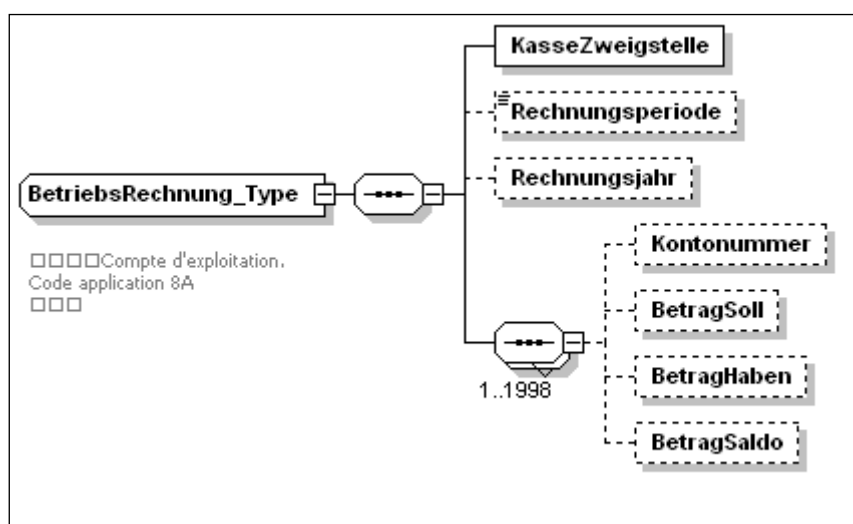 KasseZweigstelle
Rechnungsperiode
Rechnungsjahr
BetriebsRechnung_Type
□□□□Compte d'exploitation.
Code application 8A
□□□
Kontonummer
BetragSoll
BetragHaben
BetragSaldo
1..1998